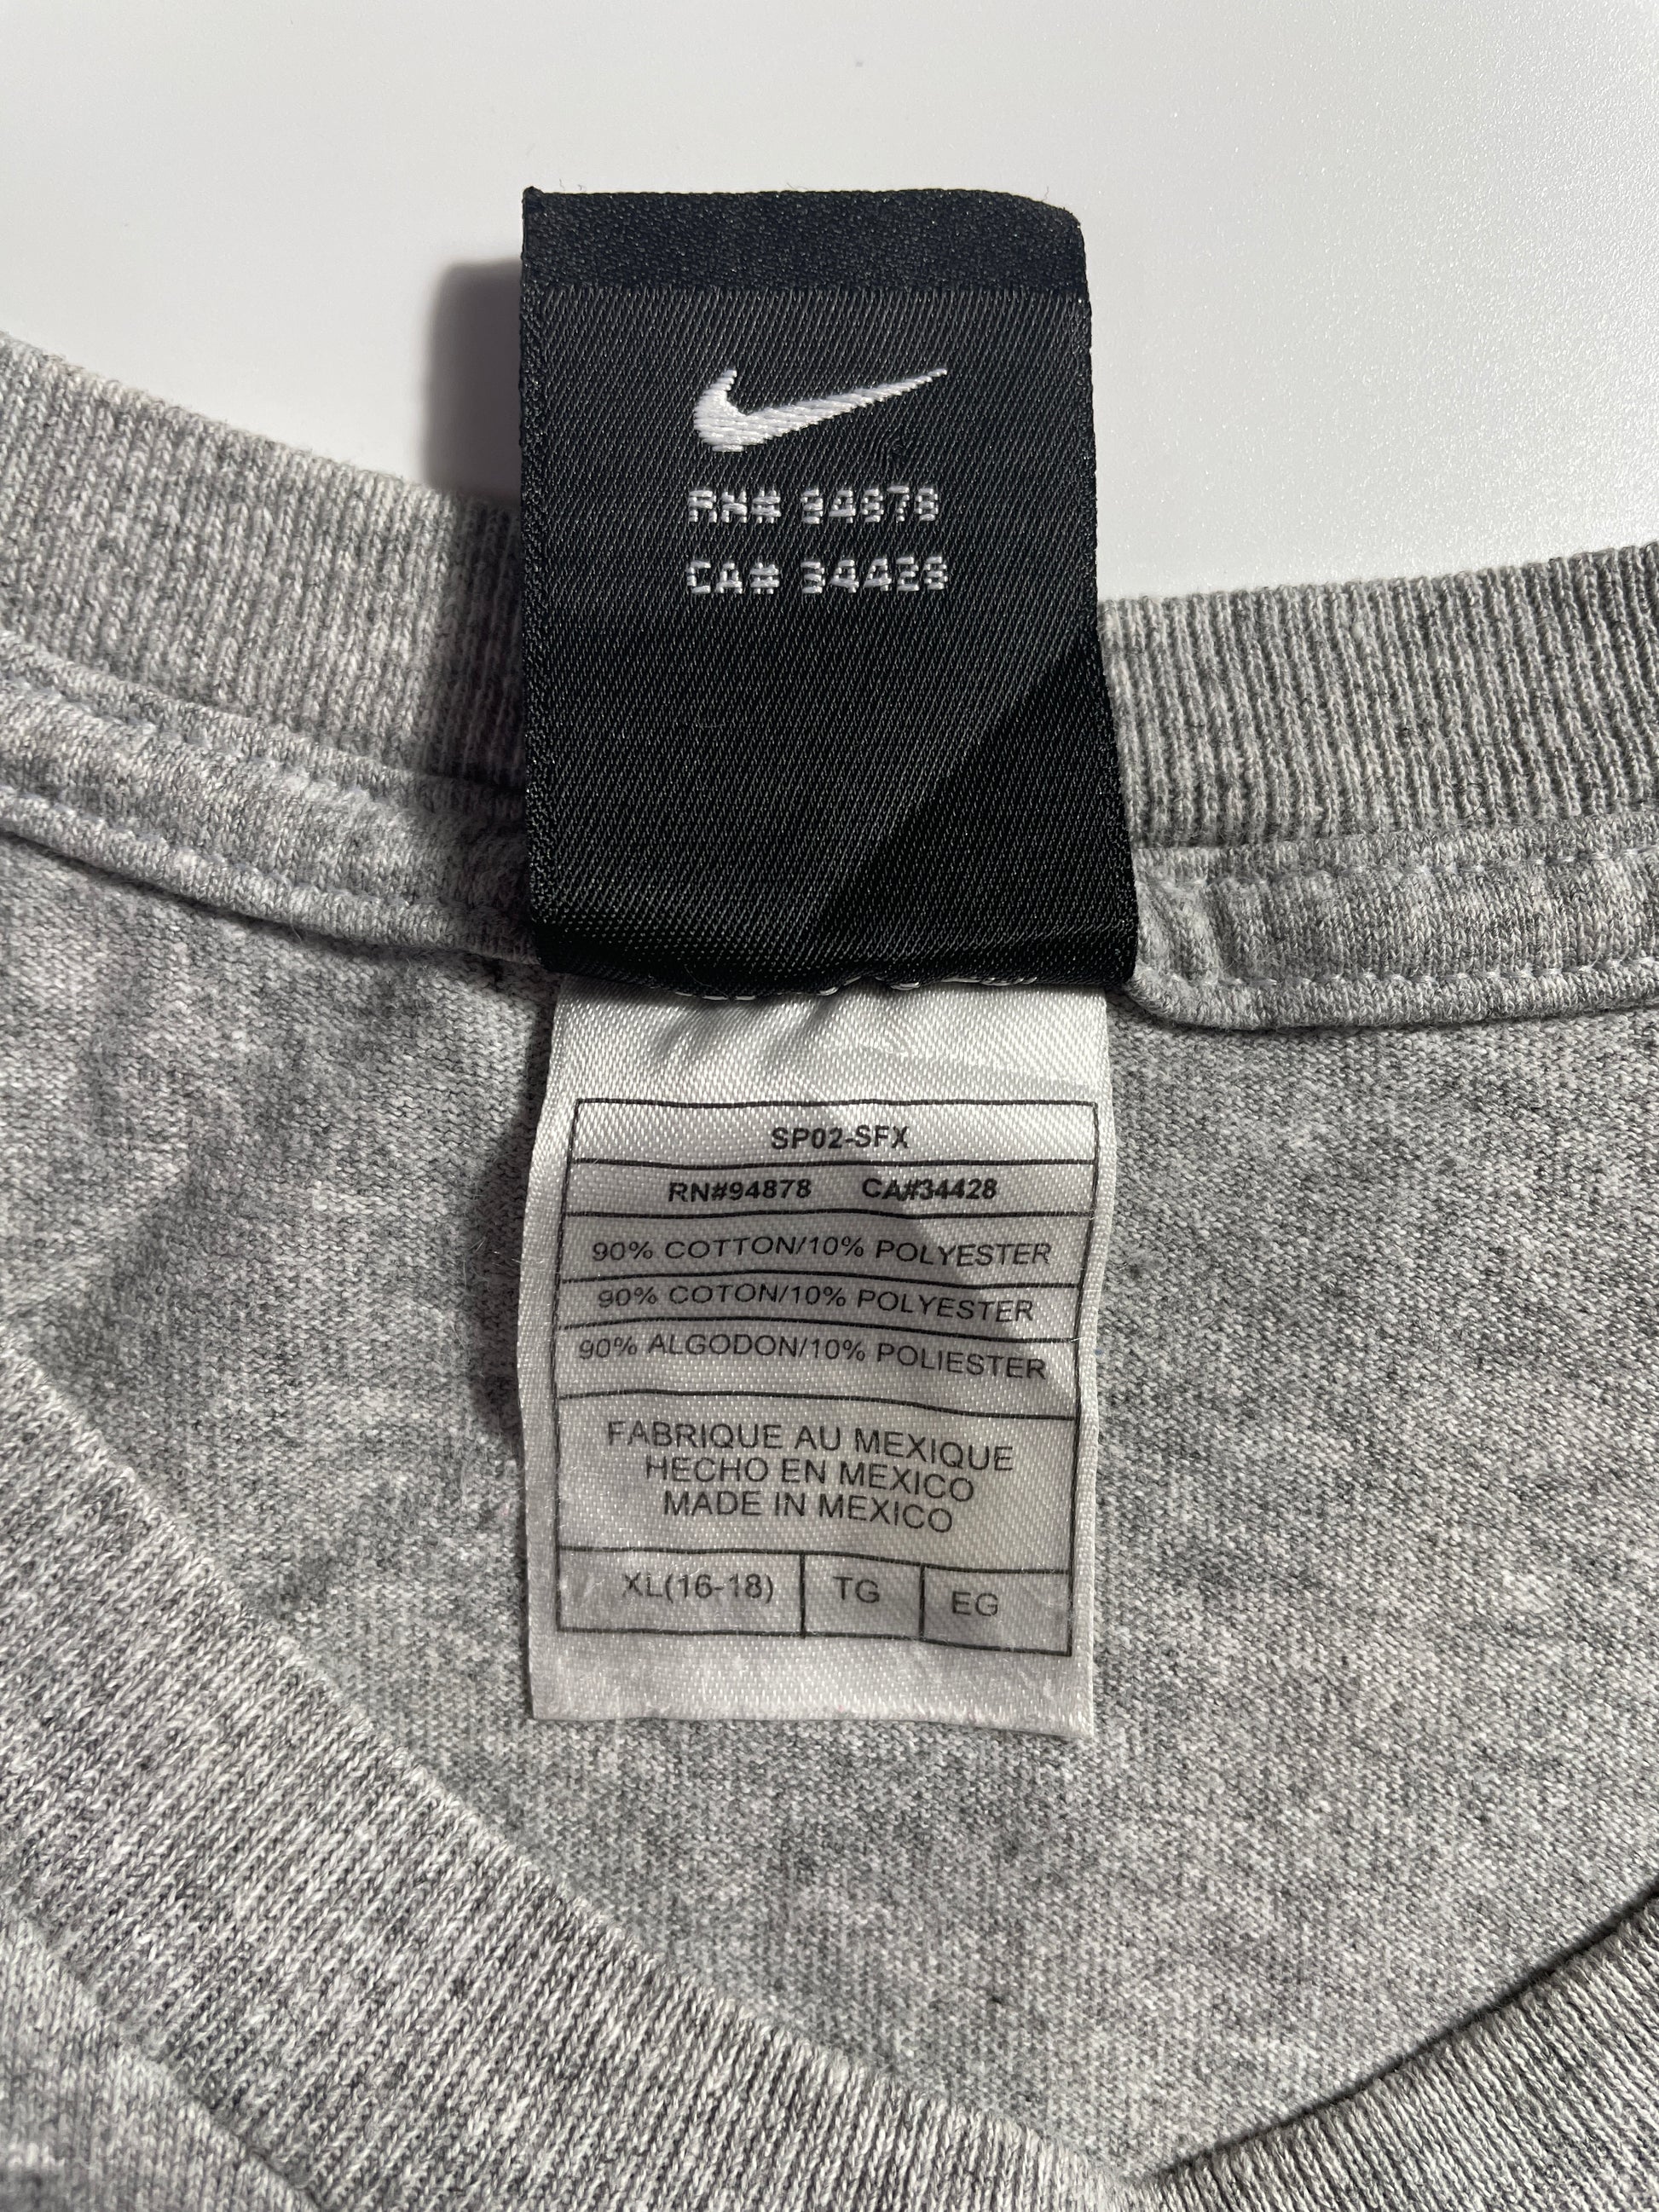 RN# 94878
CA# 34428
SP02-SFX
RN#94878 CA#34428
90% COTTON/10% POLYESTER
90% COTON/10% POLYESTER
90% ALGODON/10% POLIESTER
FABRIQUE AU MEXIQUE
HECHO EN MEXICO
MADE IN MEXICO
XL(16-18) TG EG